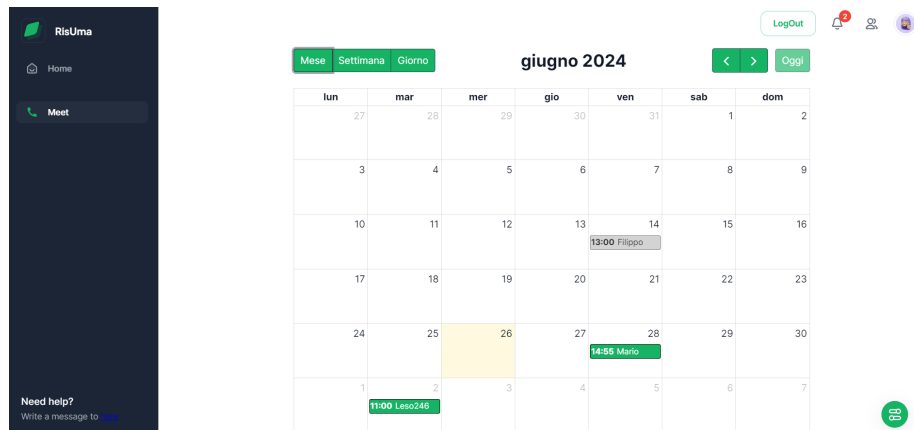 RisUma
Home
Meet
Need help?
Write a message to
LogOut
2
Mese Settimana Giorno
giugno 2024
Oggi
lun mar mer gio ven sab dom
27 28 29 30 31 1 2
3 4 5 6 7 8 9
10 11 12 13 14 15 16
13:00 Filippo
17 18 19 20 21 22 23
24 25 26 27 28 29 30
14:55 Mario
1 2 3 4 5 6 7
11:00 Leso246